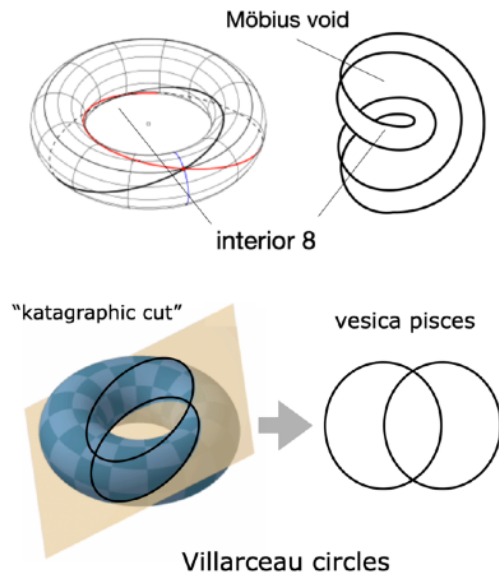 Möbius void
interior 8
“katagraphic cut”
vesica pisces
Villarceau circles